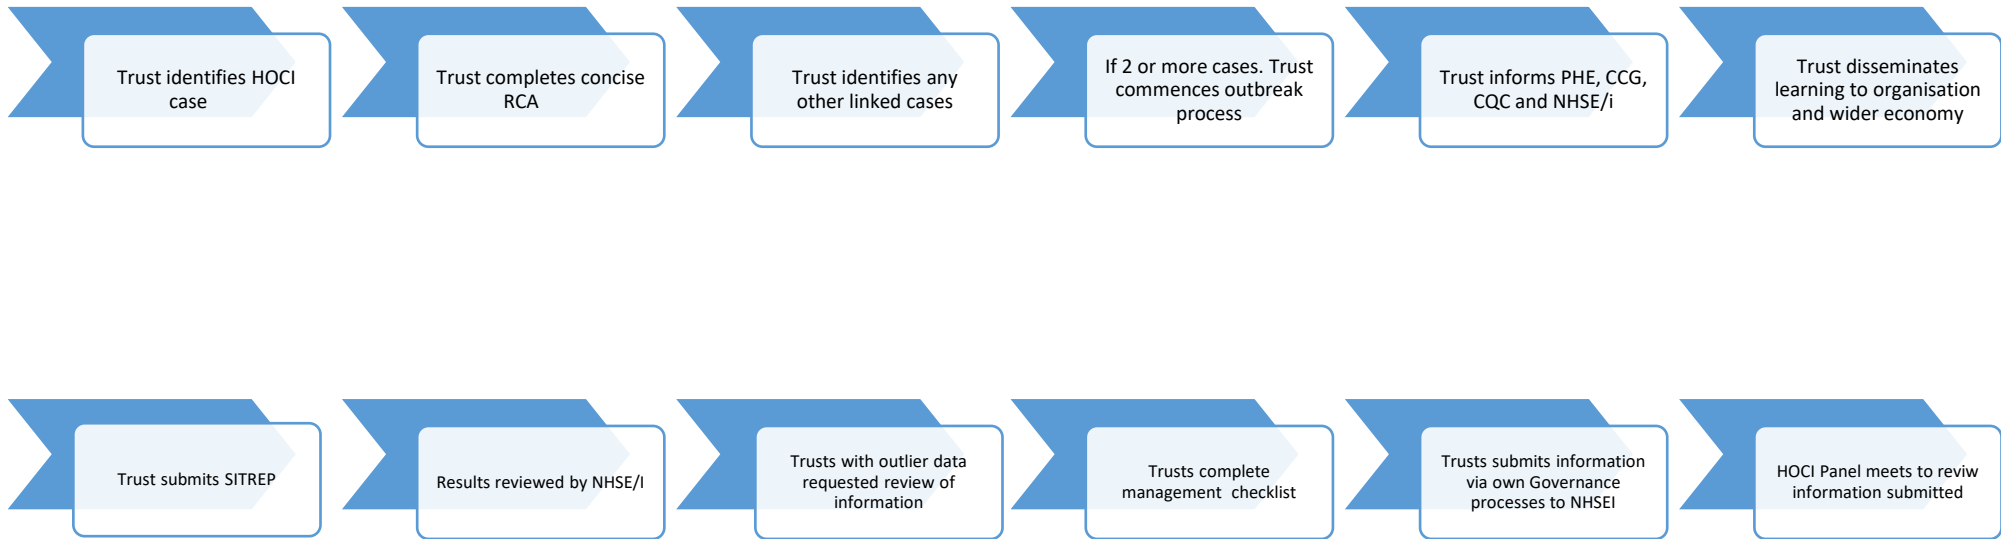 Trust identifies HOCI
case
Trust completes concise
RCA
Trust identifies any
other linked cases
If 2 or more cases. Trust
commences outbreak
process
Trust informs PHE, CCG,
CQC and NHSE/i
Trust disseminates
learning to organisation
and wider economy
Trust submits SITREP
Results reviewed by NHSE/I
Trusts with outlier data
requested review of
information
Trusts complete
management checklist
Trusts submits information
via own Governance
processes to NHSEI
HOCI Panel meets to reviw
information submitted